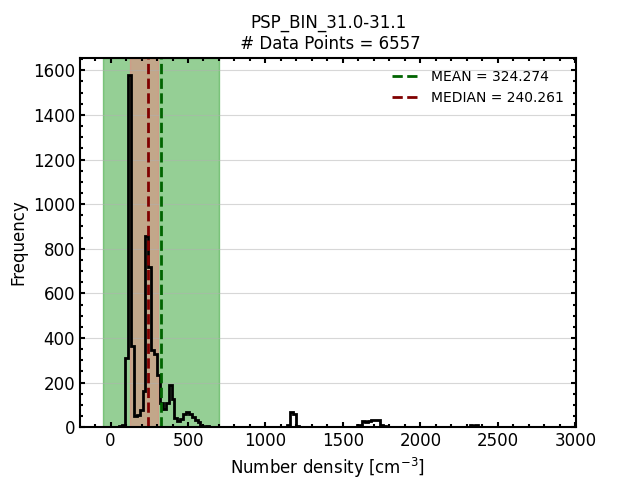 PSP_BIN_31.0-31.1
# Data Points = 6557
MEAN = 324.274
MEDIAN = 240.261
Frequency
1600
1400
1200
1000
800
600
400
200
0
0 500 1000 1500 2000 2500 3000
Number density [cm⁻³]